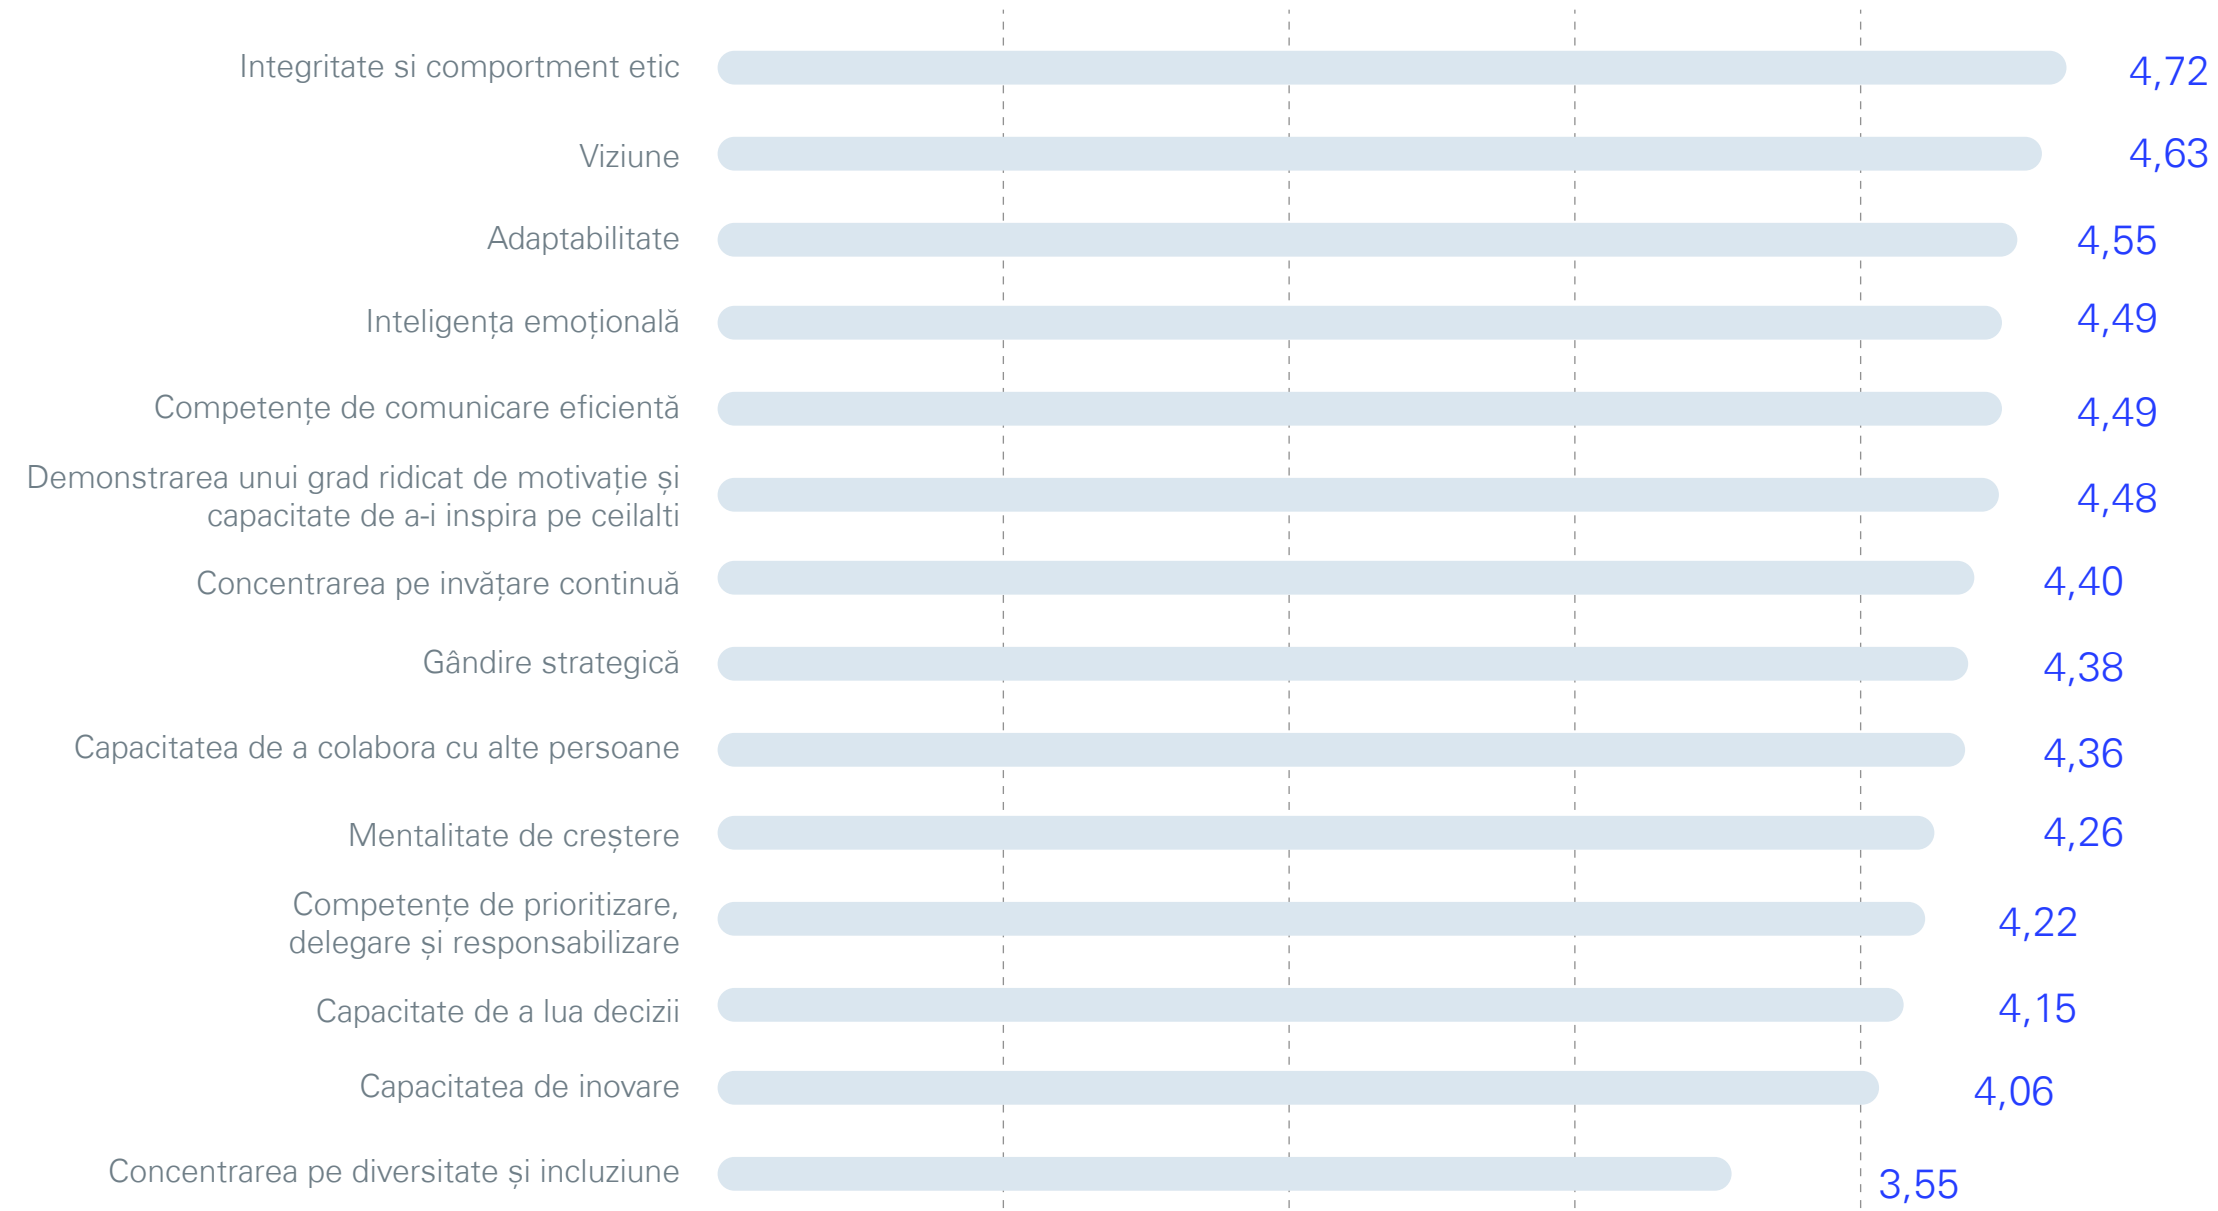 Integritate si comportment etic 4,72
Viziune 4,63
Adaptabilitate 4,55
Inteligența emoțională 4,49
Competențe de comunicare eficientă 4,49
Demonstrarea unui grad ridicat de motivație și
capacitate de a-i inspira pe ceilalti 4,48
Concentrarea pe invățare continuă 4,40
Gândire strategică 4,38
Capacitatea de a colabora cu alte persoane 4,36
Mentalitate de creștere 4,26
Competențe de prioritizare,
delegare și responsabilizare 4,22
Capacitate de a lua decizii 4,15
Capacitatea de inovare 4,06
Concentrarea pe diversitate și incluziune 3,55